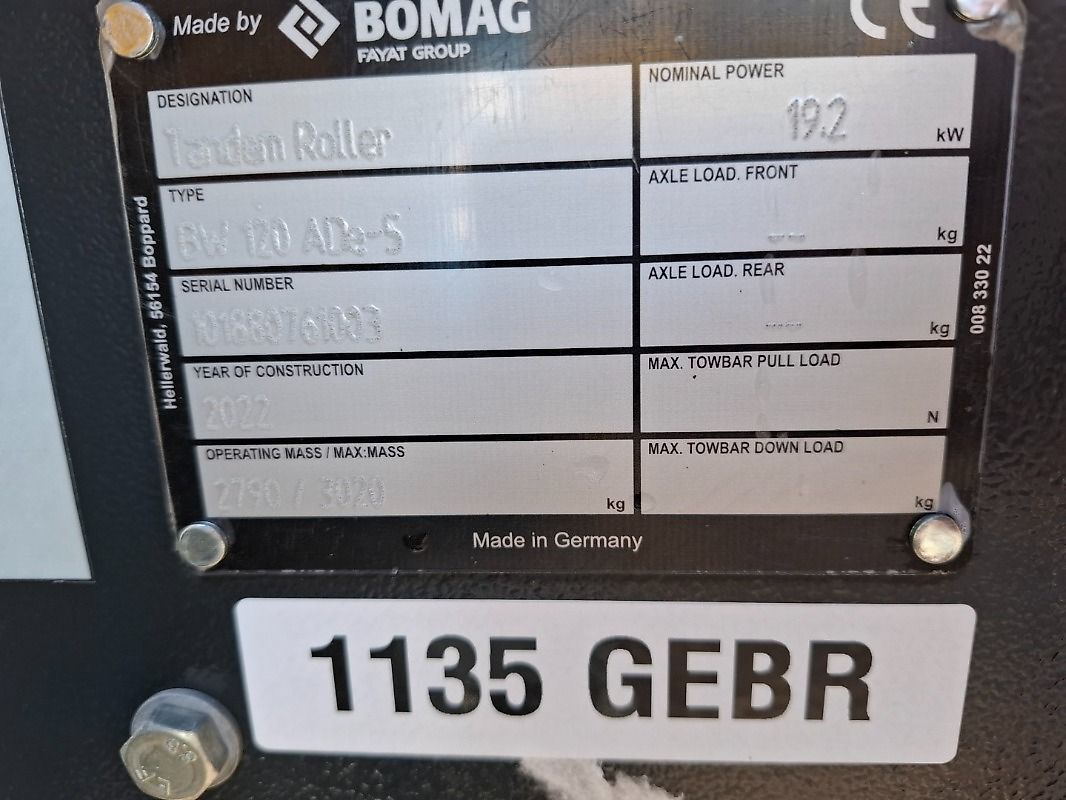 Made by BOMAG
FAYAT GROUP
CE
DESIGNATION
Tandem Roller
NOMINAL POWER
19.2 kW
TYPE
BW 120 ADe-5
AXLE LOAD. FRONT
-- kg
SERIAL NUMBER
101880761003
AXLE LOAD. REAR
--- kg
YEAR OF CONSTRUCTION
2022
MAX. TOWBAR PULL LOAD
N
OPERATING MASS / MAX:MASS
2790 / 3020 kg
MAX. TOWBAR DOWN LOAD
kg
Hellerwald, 56154 Boppard
008 330 22
Made in Germany
1135 GEBR
8.8